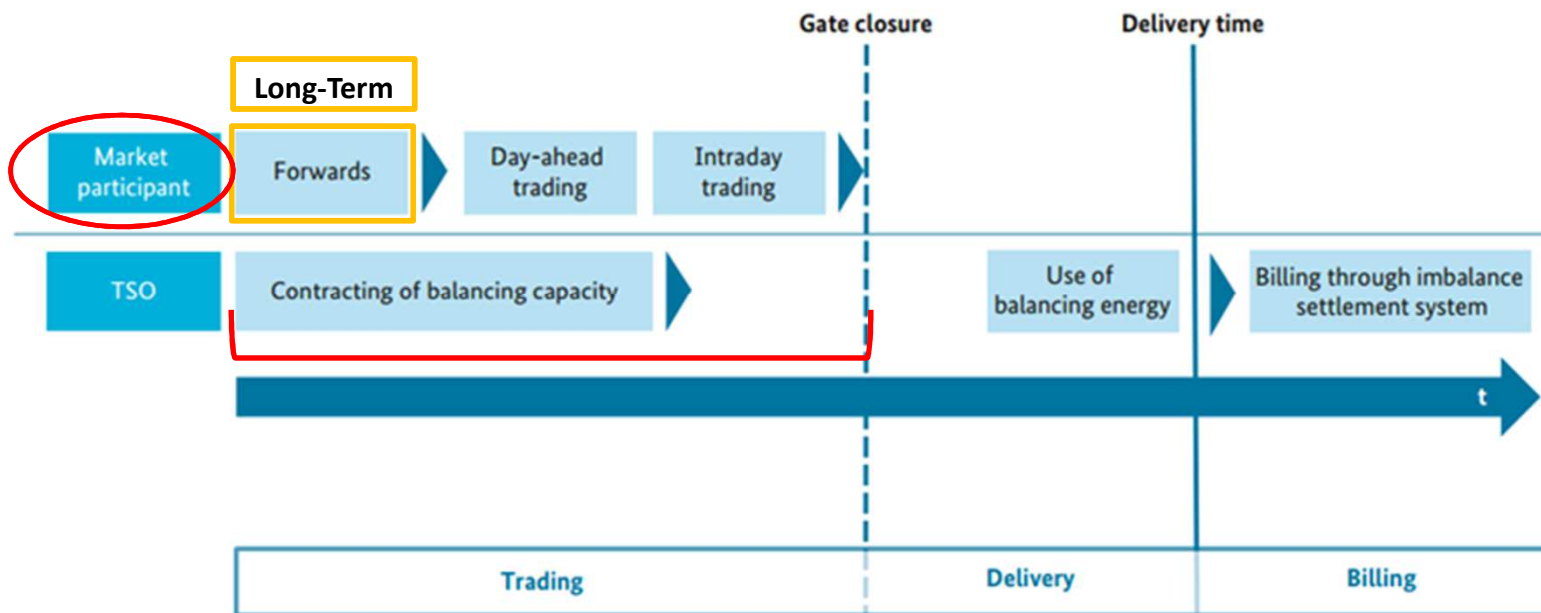 Gate closure
Delivery time
Long-Term
Market
participant
Forwards
Day-ahead
trading
Intraday
trading
TSO
Contracting of balancing capacity
Use of
balancing energy
Billing through imbalance
settlement system
t
Trading
Delivery
Billing